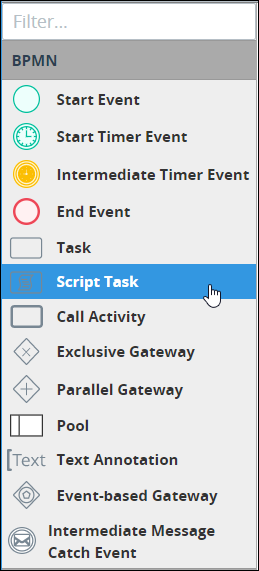 Filter...
BPMN
Start Event
Start Timer Event
Intermediate Timer Event
End Event
Task
Script Task
Call Activity
Exclusive Gateway
Parallel Gateway
Pool
Text Text Annotation
Event-based Gateway
Intermediate Message
Catch Event